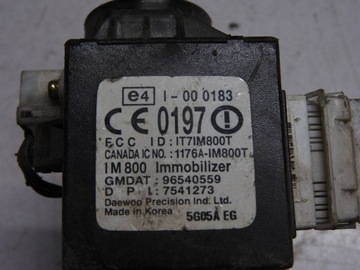 e4 I - 00 0183
CE 0197 !
FCC ID : IT7IM800T
CANADA IC NO. : 1176A-IM800T
IM 800 Immobilizer
GMDAT : 96540559
D P I : 7541273
Daewoo Precision Ind. Ltd.
Made in Korea 5G05A EG